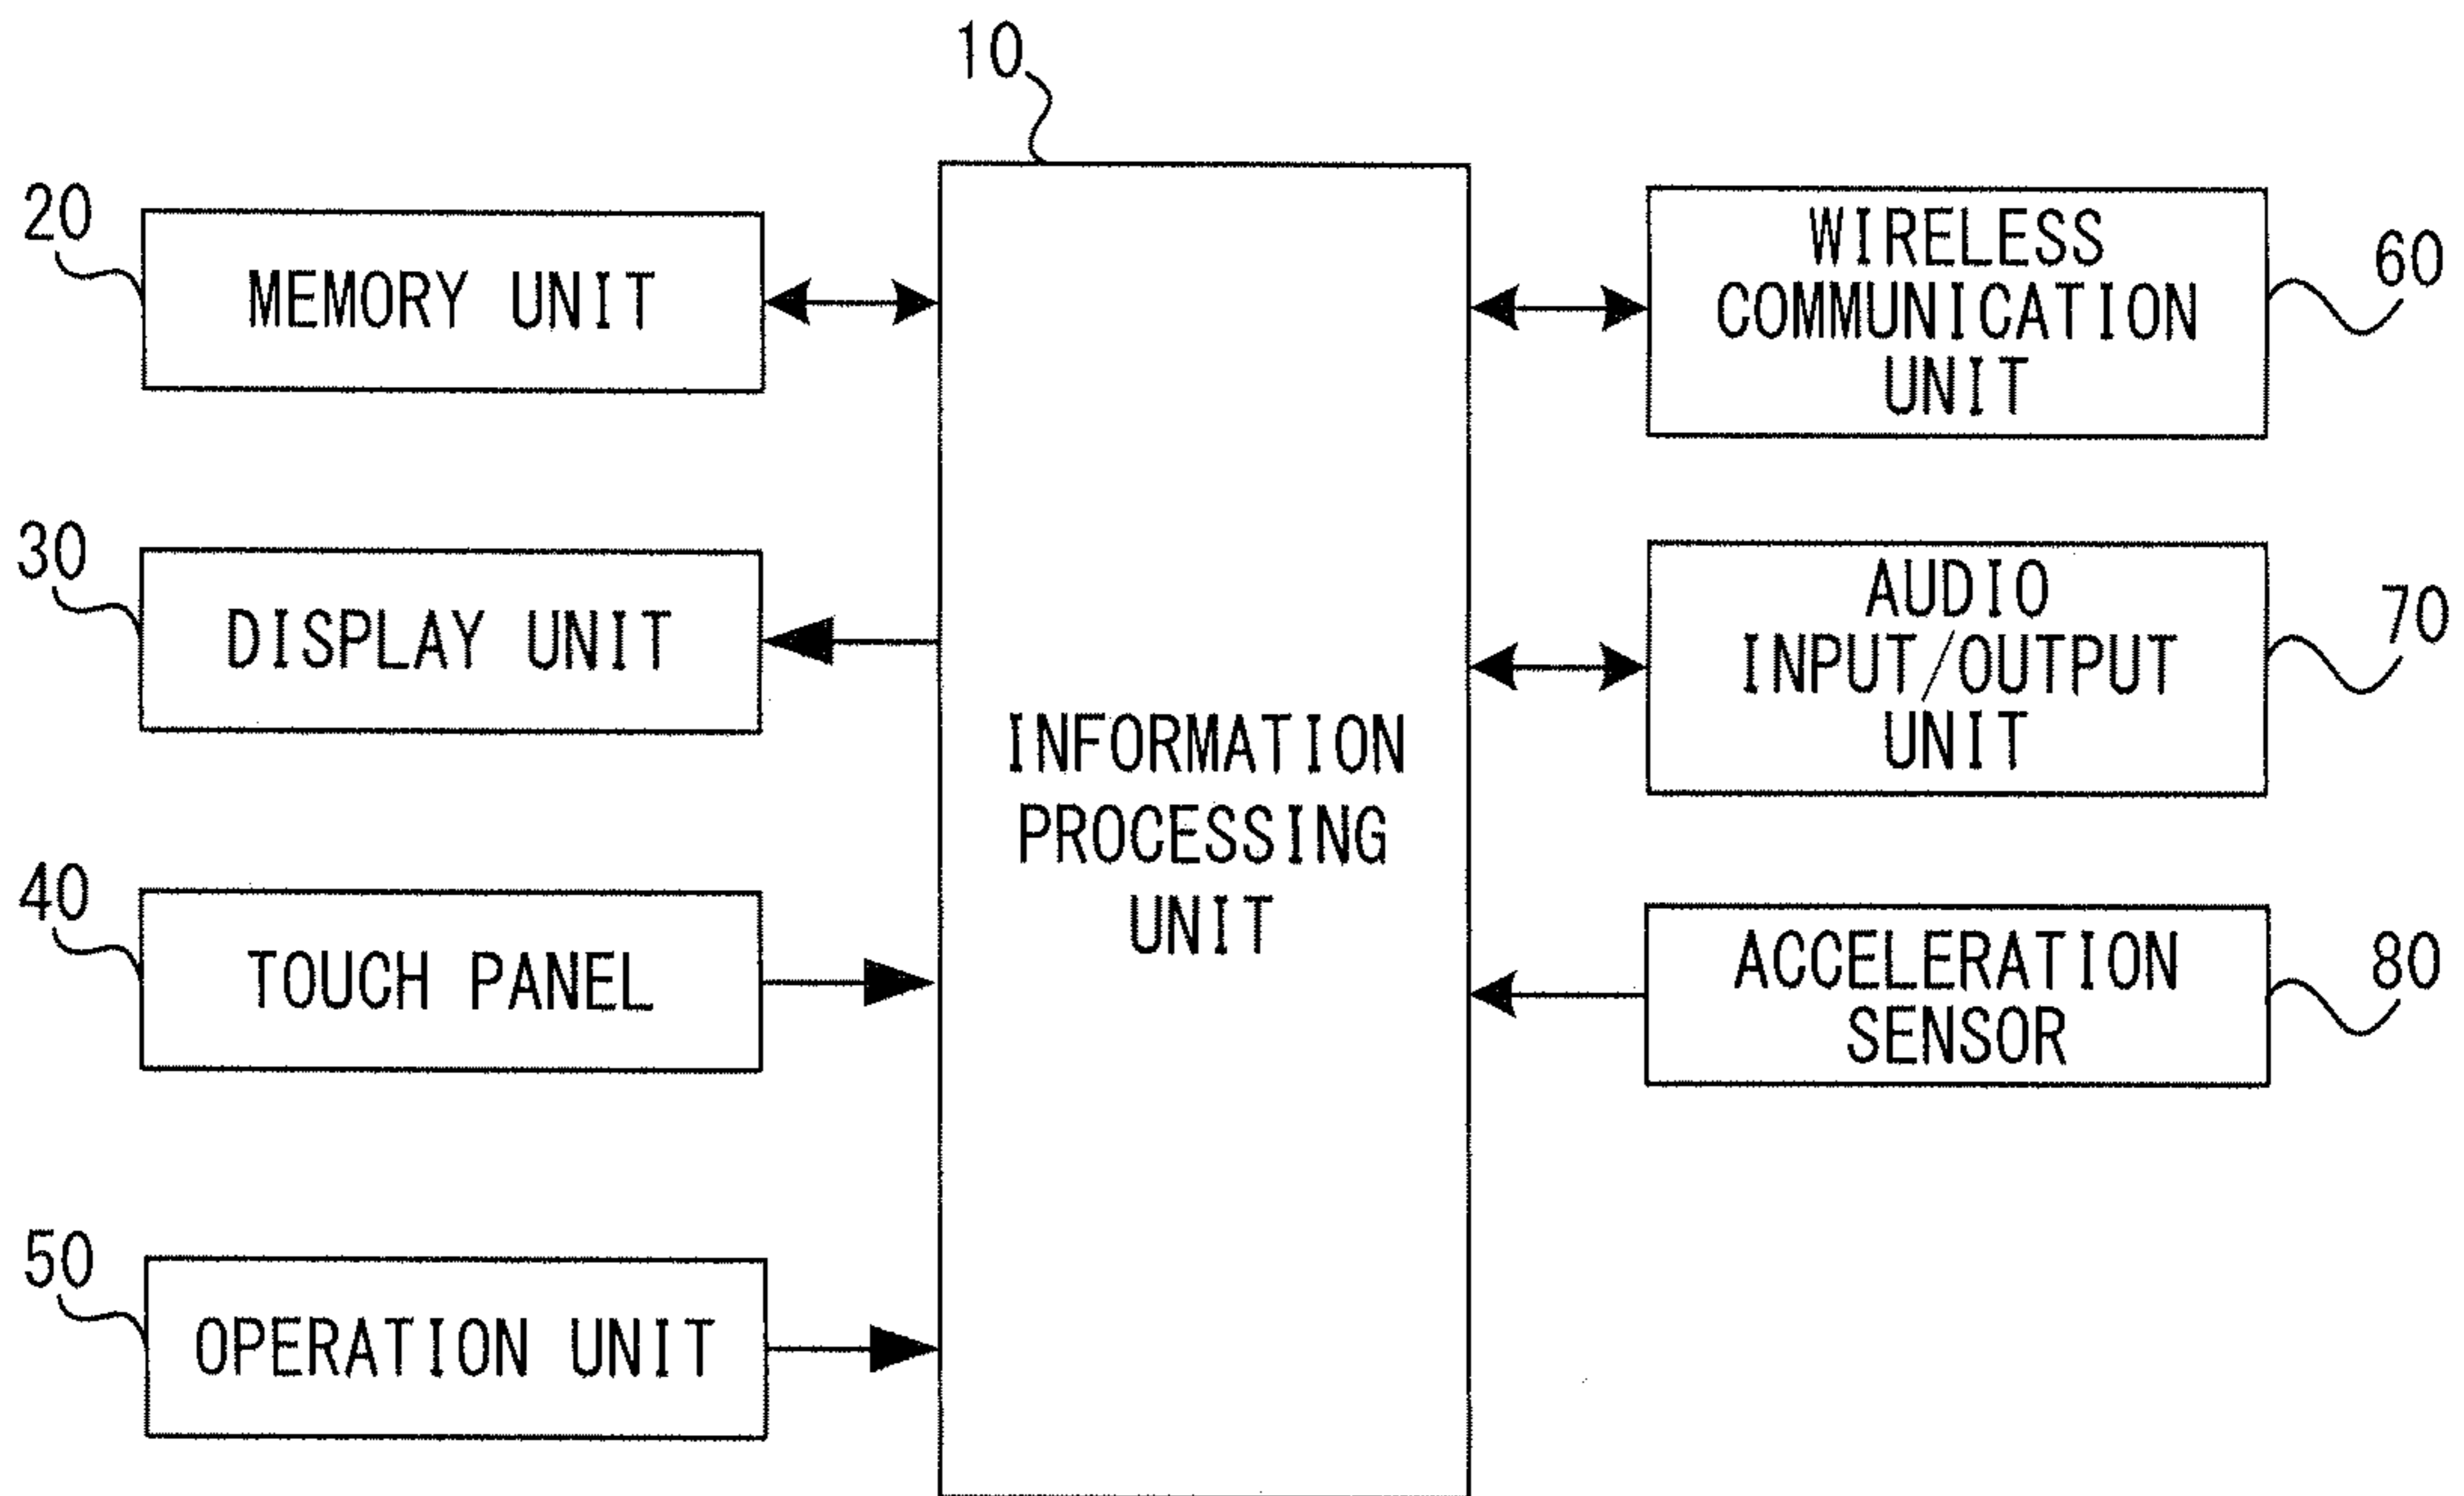 10
20
MEMORY UNIT
30
DISPLAY UNIT
40
TOUCH PANEL
50
OPERATION UNIT
INFORMATION
PROCESSING
UNIT
WIRELESS
COMMUNICATION
UNIT
60
AUDIO
INPUT/OUTPUT
UNIT
70
ACCELERATION
SENSOR
80